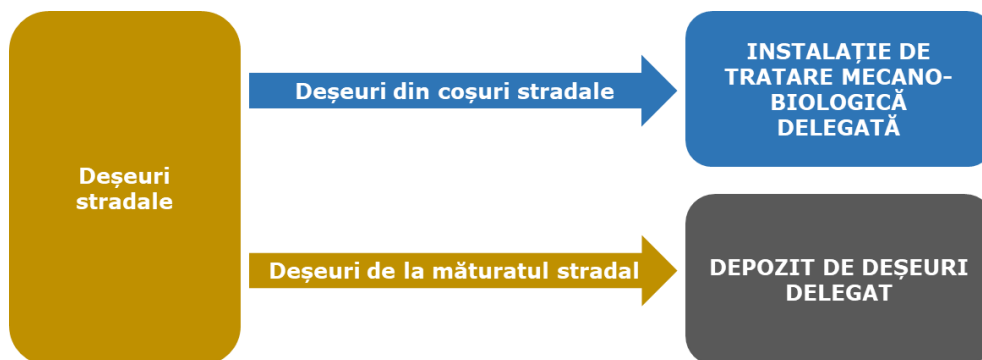 Deșeuri
stradale
Deșeuri din coșuri stradale
INSTALAȚIE DE
TRATARE MECANO-
BIOLOGICĂ
DELEGATĂ
Deșeuri de la măturatul stradal
DEPOZIT DE DEȘEURI
DELEGAT